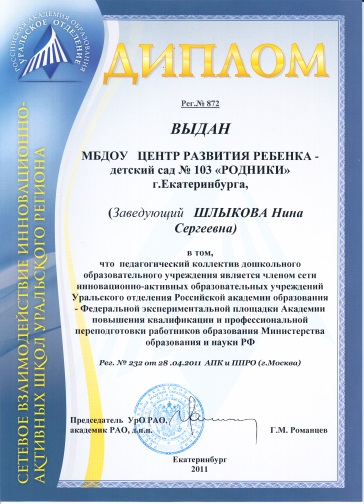 РОССИЙСКАЯ АКАДЕМИЯ ОБРАЗОВАНИЯ
УРАЛЬСКОЕ ОТДЕЛЕНИЕ
ДИПЛОМ
Рег.№ 872
ВЫДАН
МБДОУ ЦЕНТР РАЗВИТИЯ РЕБЕНКА -
детский сад № 103 «РОДНИКИ»
г.Екатеринбурга,
(Заведующий ШЛЫКОВА Нина
Сергеевна)
в том,
что педагогический коллектив дошкольного
образовательного учреждения является членом сети
инновационно-активных образовательных учреждений
Уральского отделения Российской академии образования
- Федеральной экспериментальной площадки Академии
повышения квалификации и профессиональной
переподготовки работников образования Министерства
образования и науки РФ
Рег. № 232 от 28 .04.2011 АПК и ППРО (г.Москва)
Председатель УрО РАО,
академик РАО, д.п.н.
Г.М. Романцев
Екатеринбург
2011
СЕТЕВОЕ ВЗАИМОДЕЙСТВИЕ ИННОВАЦИОННО-
АКТИВНЫХ ШКОЛ УРАЛЬСКОГО РЕГИОНА